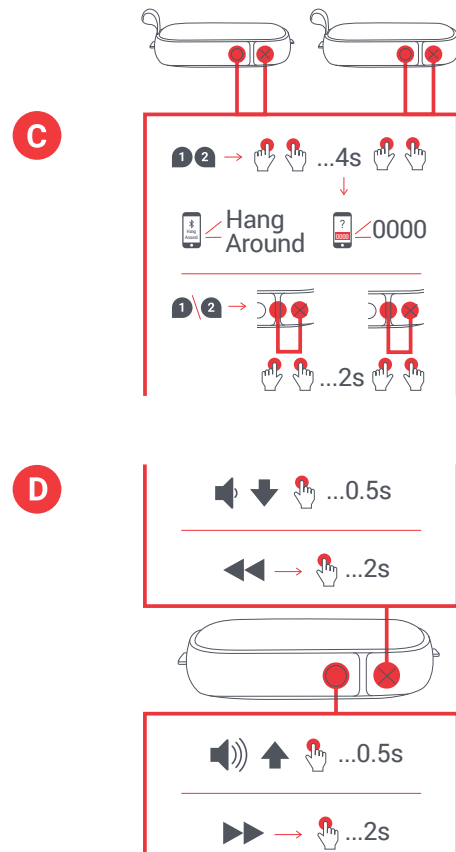 C
1 2 ...4s
Hang
Around
Hang
Around
?
0000
0000
1 \ 2
...2s
D
...0.5s
...2s
...0.5s
...2s